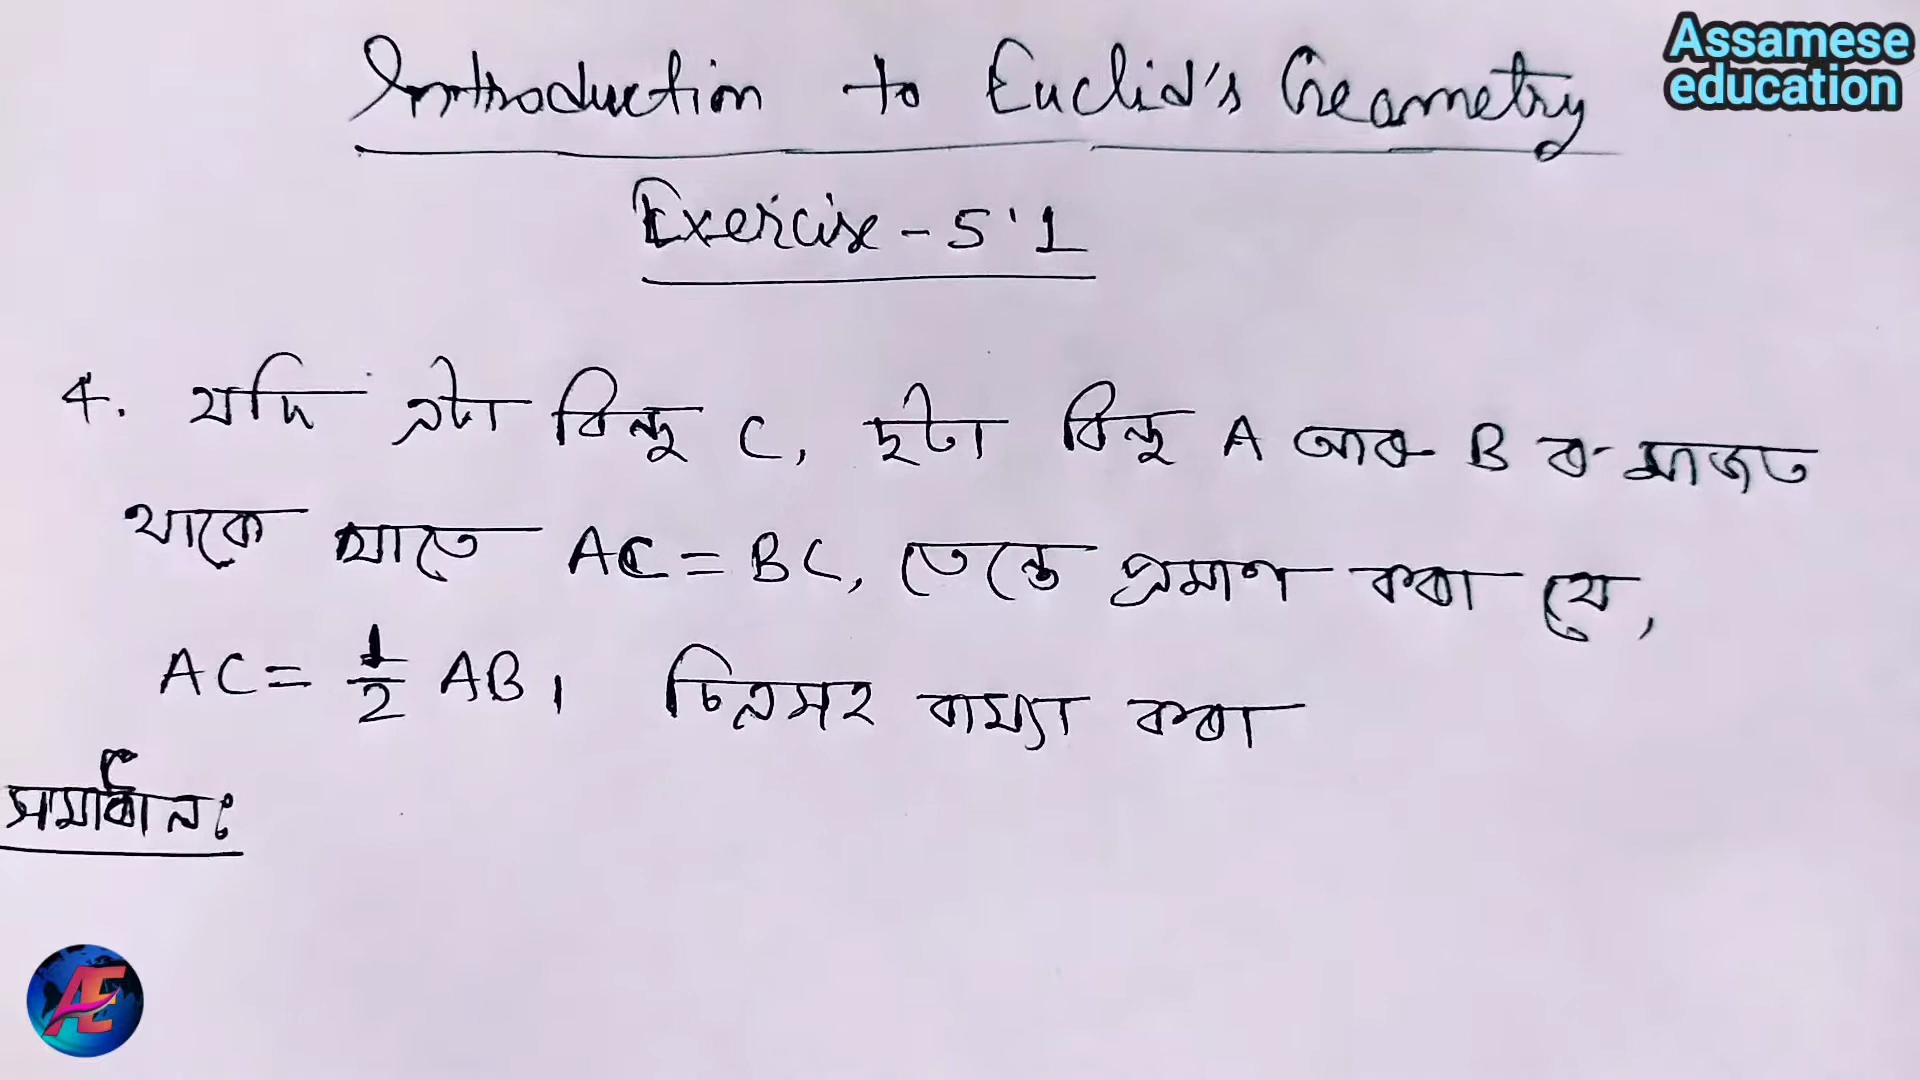 Introduction to Euclid's Geometry
Assamese
education
Exercise - 5.1
4. যদি এটা বিন্দু C, দুটা বিন্দু A আৰু B ৰ মাজত
থাকে যাতে AC = BC, তেন্তে প্ৰমাণ কৰা যে,
AC = 1/2 AB। চিত্ৰসহ ব্যাখ্যা কৰা
সমাধানঃ
AE